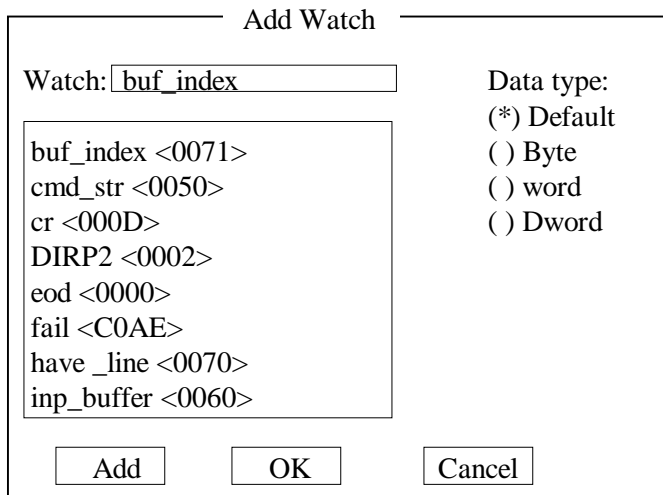 Add Watch
Watch: buf_index
buf_index <0071>
cmd_str <0050>
cr <000D>
DIRP2 <0002>
eod <0000>
fail <C0AE>
have _line <0070>
inp_buffer <0060>
Data type:
(*) Default
( ) Byte
( ) word
( ) Dword
Add OK Cancel